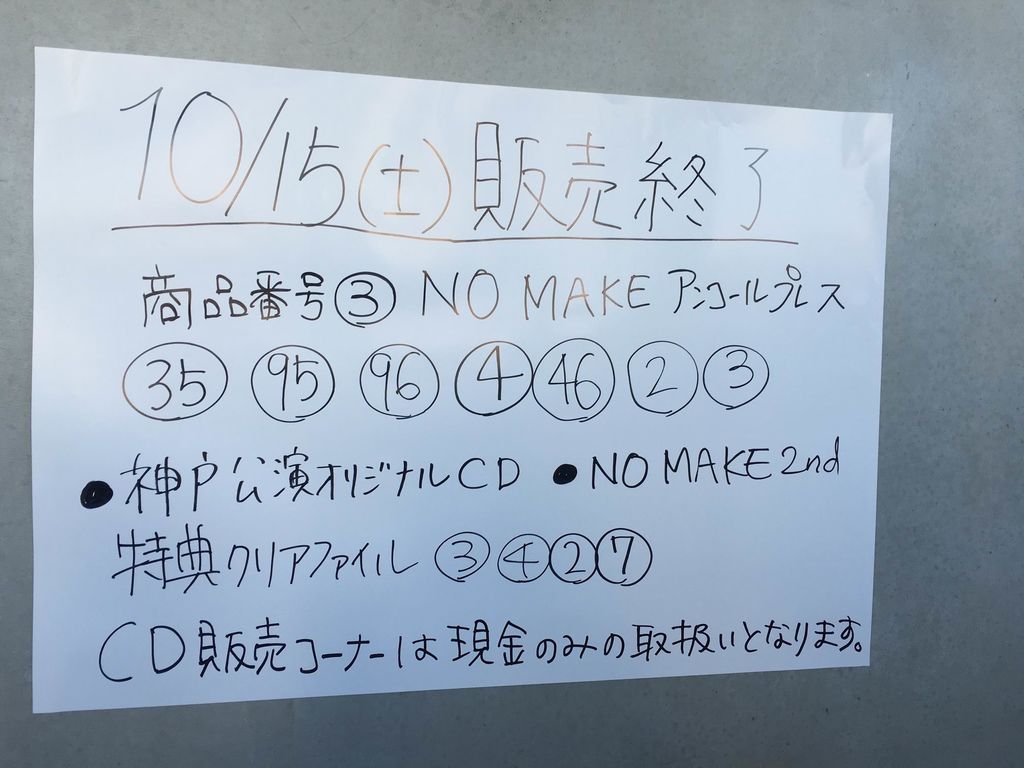 10/15(土)販売終了
商品番号③ NO MAKE アンコールプレス
㉟ 95 96 ④ ㊻ ② ③
●神戸公演オリジナルCD ●NO MAKE 2nd
特典クリアファイル ③④②⑦
CD販売コーナーは現金のみの取扱いとなります。